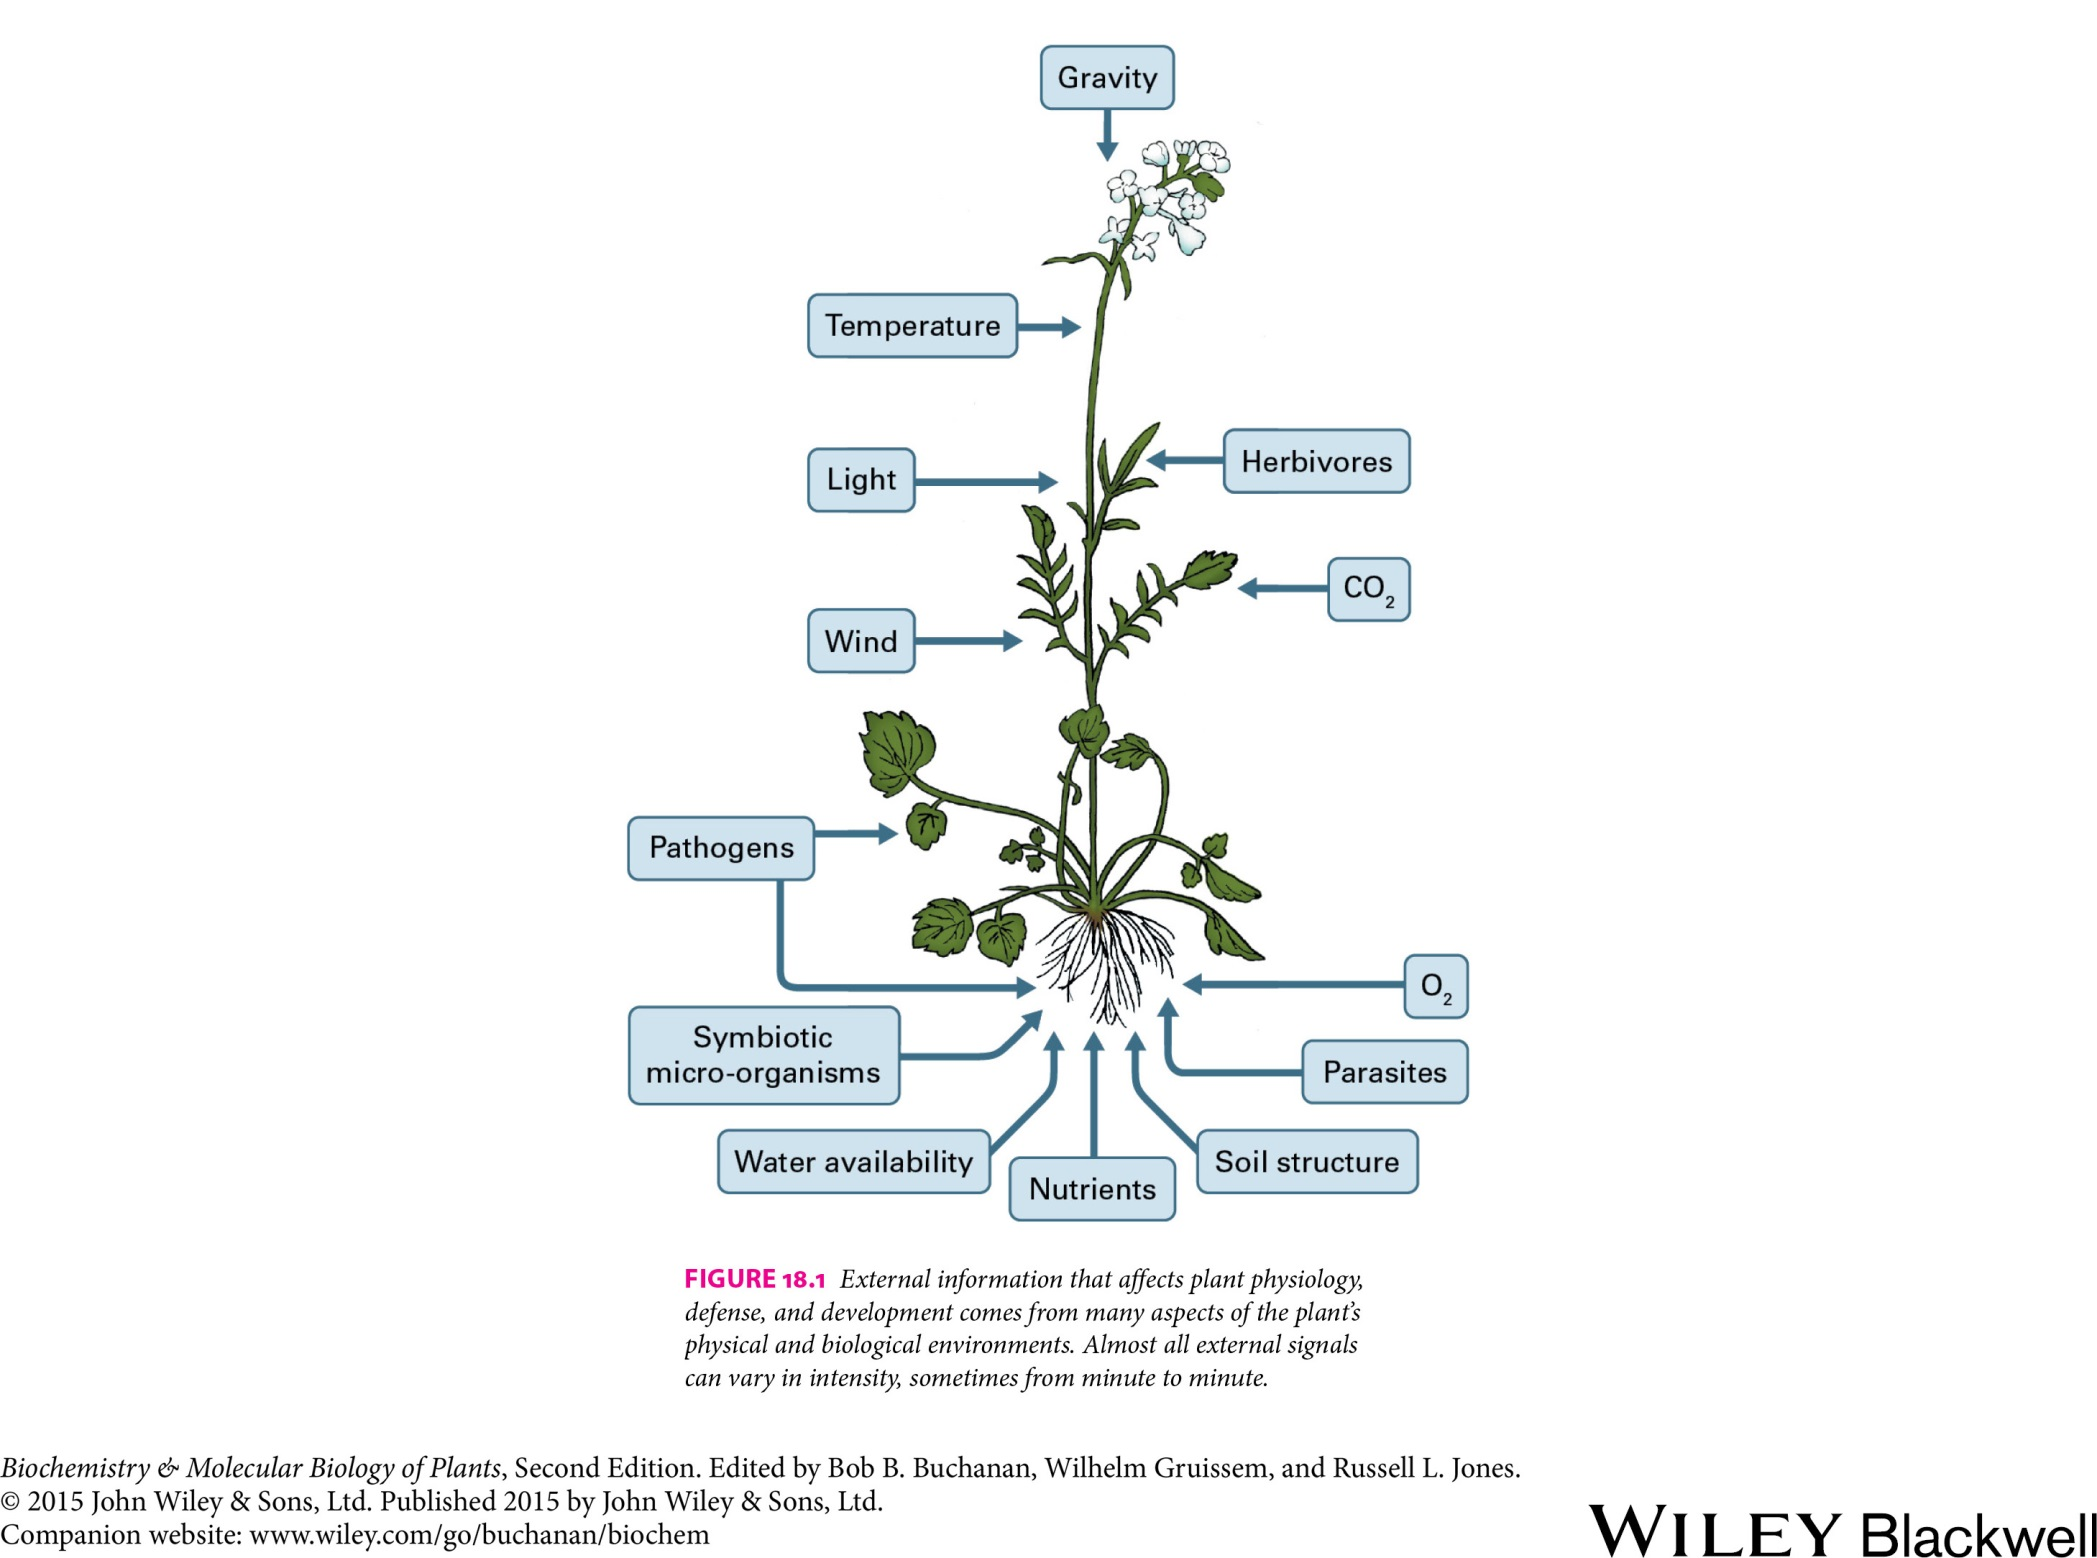 Gravity
Temperature
Light
Herbivores
CO₂
Wind
Pathogens
O₂
Symbiotic
micro-organisms
Parasites
Water availability
Nutrients
Soil structure
FIGURE 18.1 External information that affects plant physiology,
defense, and development comes from many aspects of the plant's
physical and biological environments. Almost all external signals
can vary in intensity, sometimes from minute to minute.
Biochemistry & Molecular Biology of Plants, Second Edition. Edited by Bob B. Buchanan, Wilhelm Gruissem, and Russell L. Jones.
© 2015 John Wiley & Sons, Ltd. Published 2015 by John Wiley & Sons, Ltd.
Companion website: www.wiley.com/go/buchanan/biochem
WILEY Blackwell